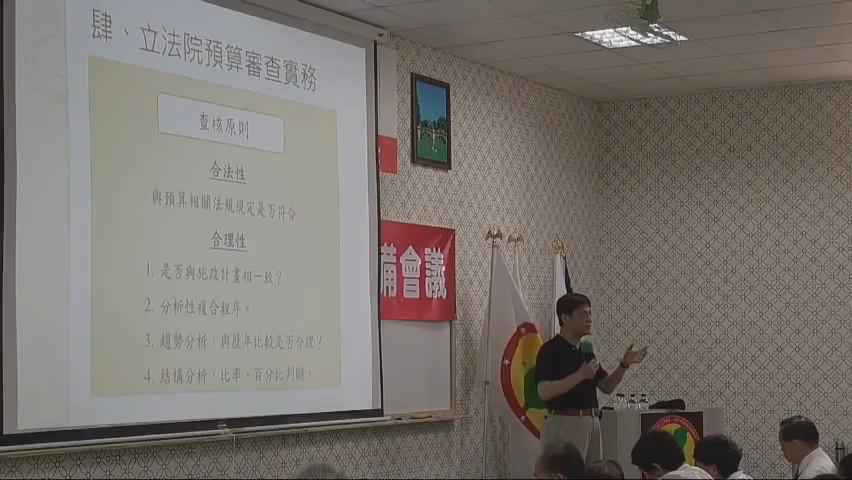 肆、立法院預算審查實務
查核原則
合法性
與預算相關法規規定是否符合
合理性
1. 是否與施政計畫相一致？
2. 分析性複合程序。
3. 趨勢分析，與歷年比較是否合理？
4. 結構分析，比率、百分比判斷。
備會議